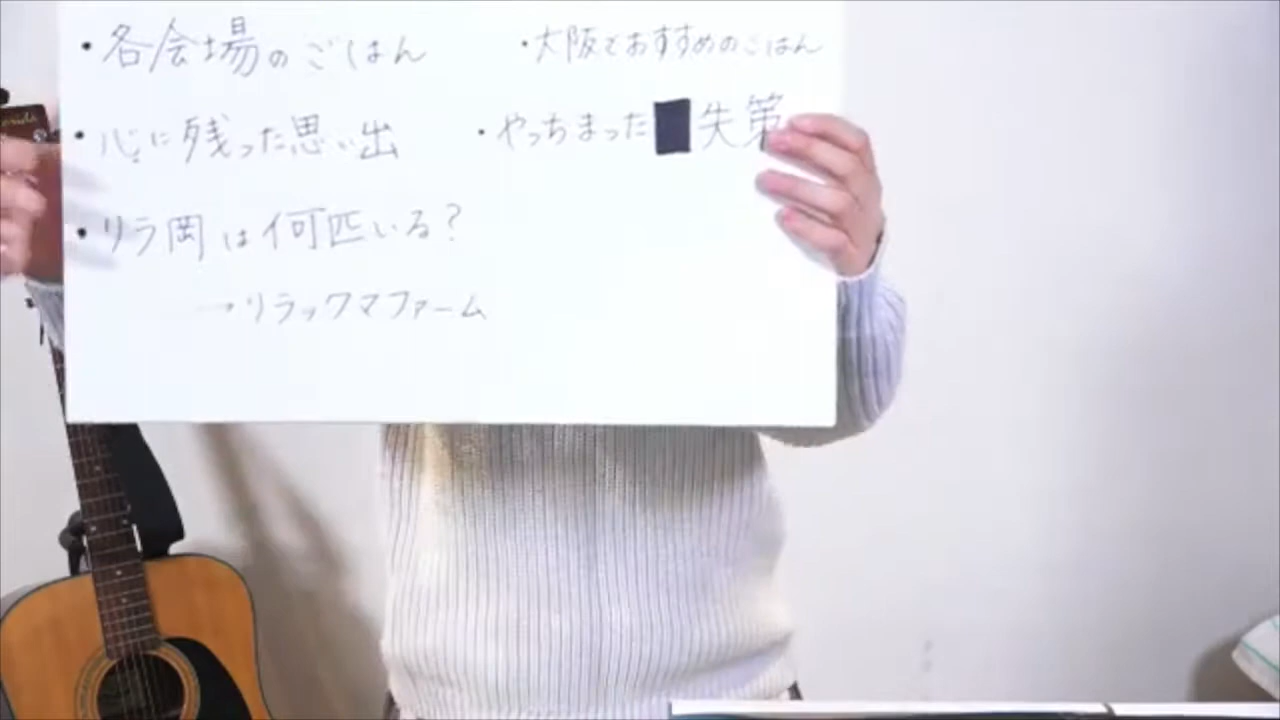 ・各会場のごはん
・大阪でおすすめのごはん
・心に残った思い出
・やっちまった■失策
・リラ岡は何匹いる?
→リラックマファーム